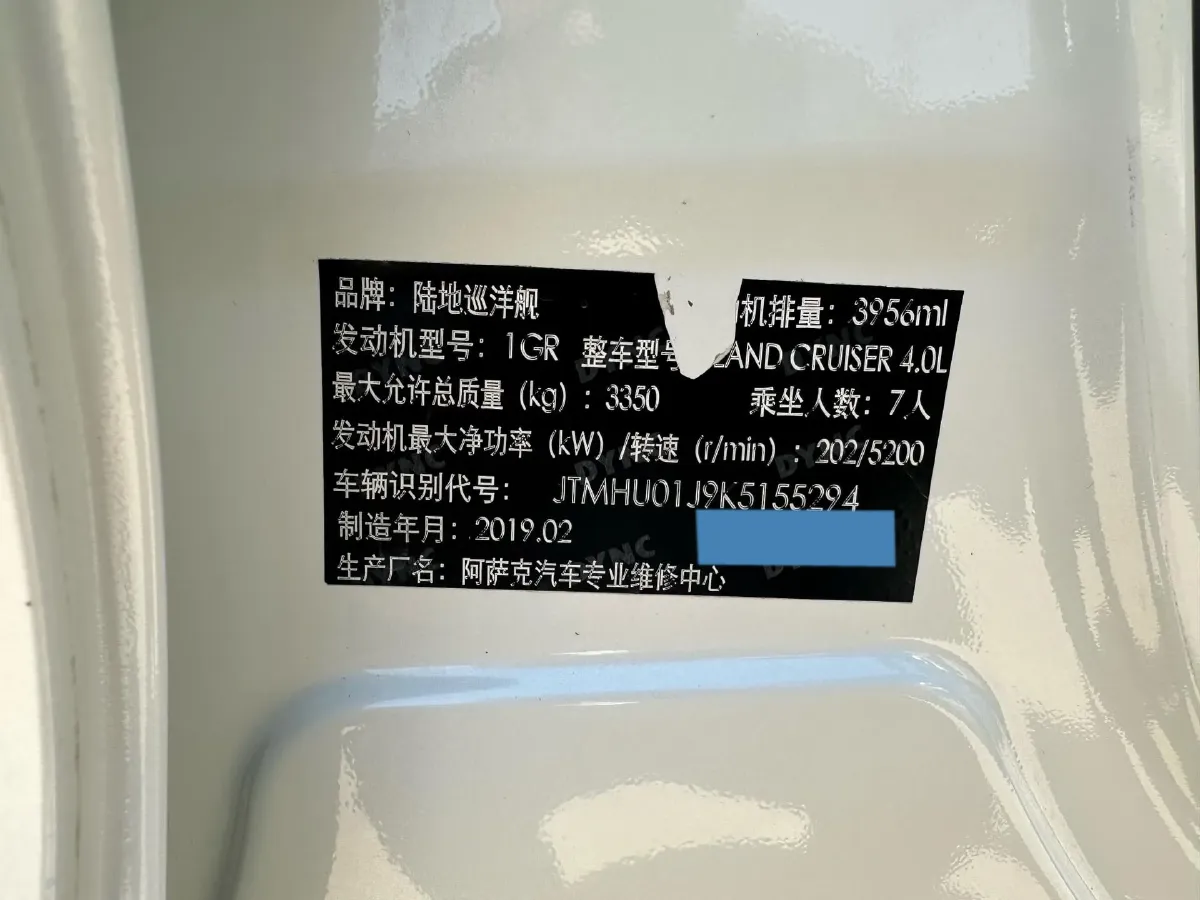 品牌：陆地巡洋舰 机排量：3956ml
发动机型号：1GR 整车型号 LAND CRUISER 4.0L
最大允许总质量（kg）：3350 乘坐人数：7人
发动机最大净功率（kW）/转速（r/min）：202/5200
车辆识别代号： JTMHU01J9K5155294
制造年月：2019.02
生产厂名：阿萨克汽车专业维修中心